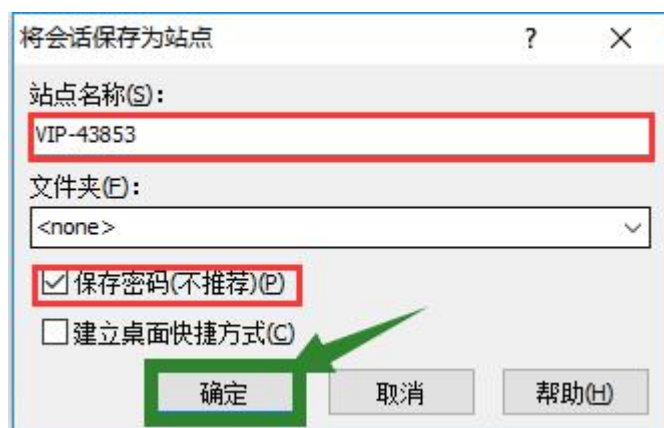 将会话保存为站点 ? ×
站点名称(S):
VIP-43853
文件夹(F):
<none>
保存密码(不推荐)(P)
建立桌面快捷方式(C)
确定 取消 帮助(H)